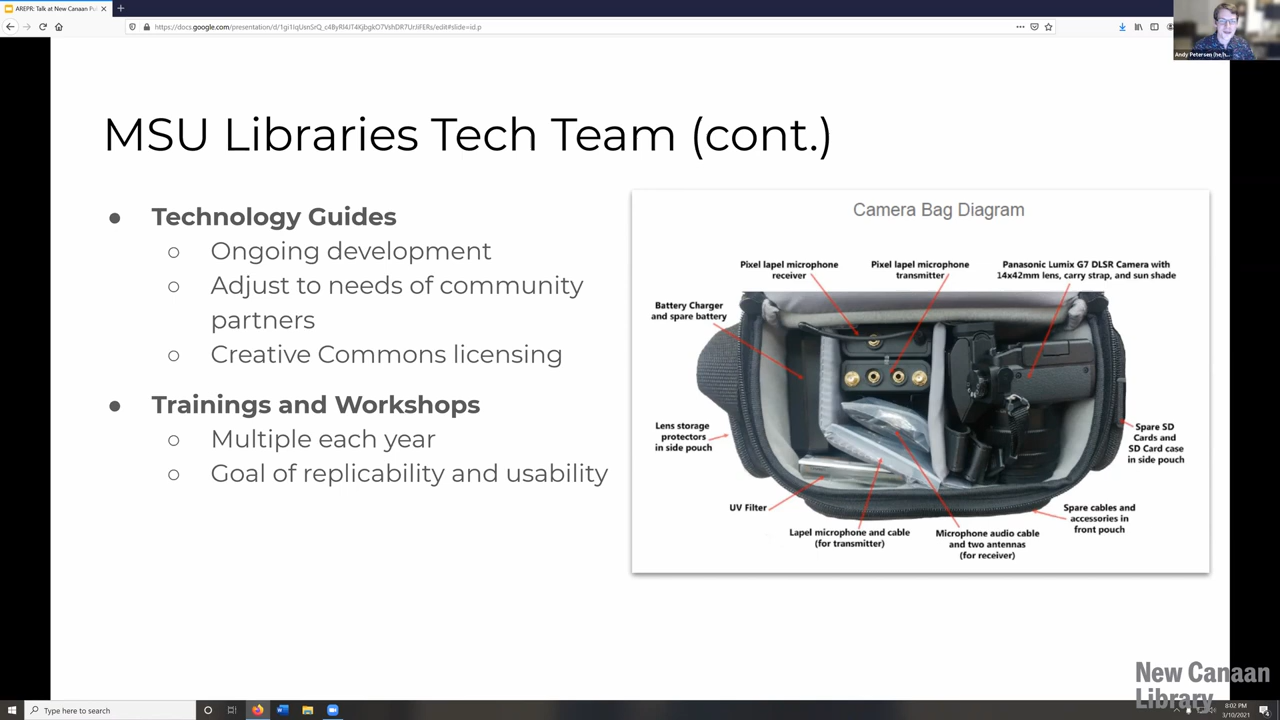 AREPR: Talk at New Canaan Pu
https://docs.google.com/presentation/d/
Andy Petersen (he/h...
MSU Libraries Tech Team (cont.)
Technology Guides
Ongoing development
Adjust to needs of community
partners
Creative Commons licensing
Trainings and Workshops
Multiple each year
Goal of replicability and usability
Camera Bag Diagram
Pixel lapel microphone
receiver
Pixel lapel microphone
transmitter
Panasonic Lumix G7 DLSR Camera with
14x42mm lens, carry strap, and sun shade
Battery Charger
and spare battery
Lens storage
protectors
in side pouch
Spare SD
Cards and
SD Card case
in side pouch
UV Filter
Lapel microphone and cable
(for transmitter)
Microphone audio cable
and two antennas
(for receiver)
Spare cables and
accessories in
front pouch
New Canaan
Library
Type here to search
8:02 PM
3/10/2021